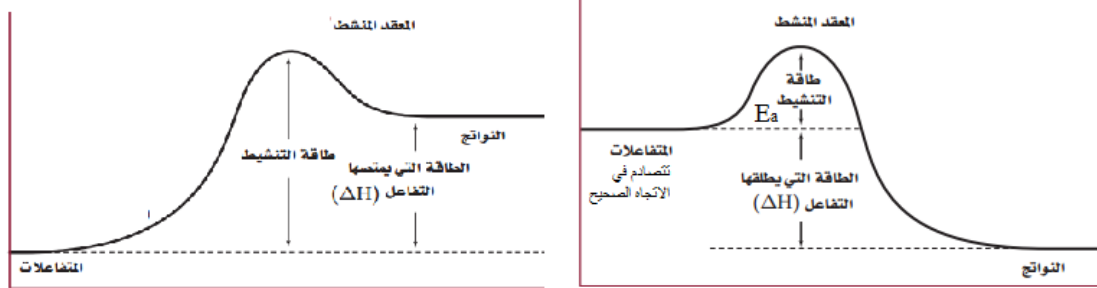 المعقد المنشط
النواتج
طاقة التنشيط
الطاقة التي يمتصها
التفاعل (ΔH)
المتفاعلات
المعقد المنشط
طاقة
التنشيط
Ea
المتفاعلات
تتصادم في
الاتجاه الصحيح
الطاقة التي يطلقها
التفاعل (ΔH)
النواتج